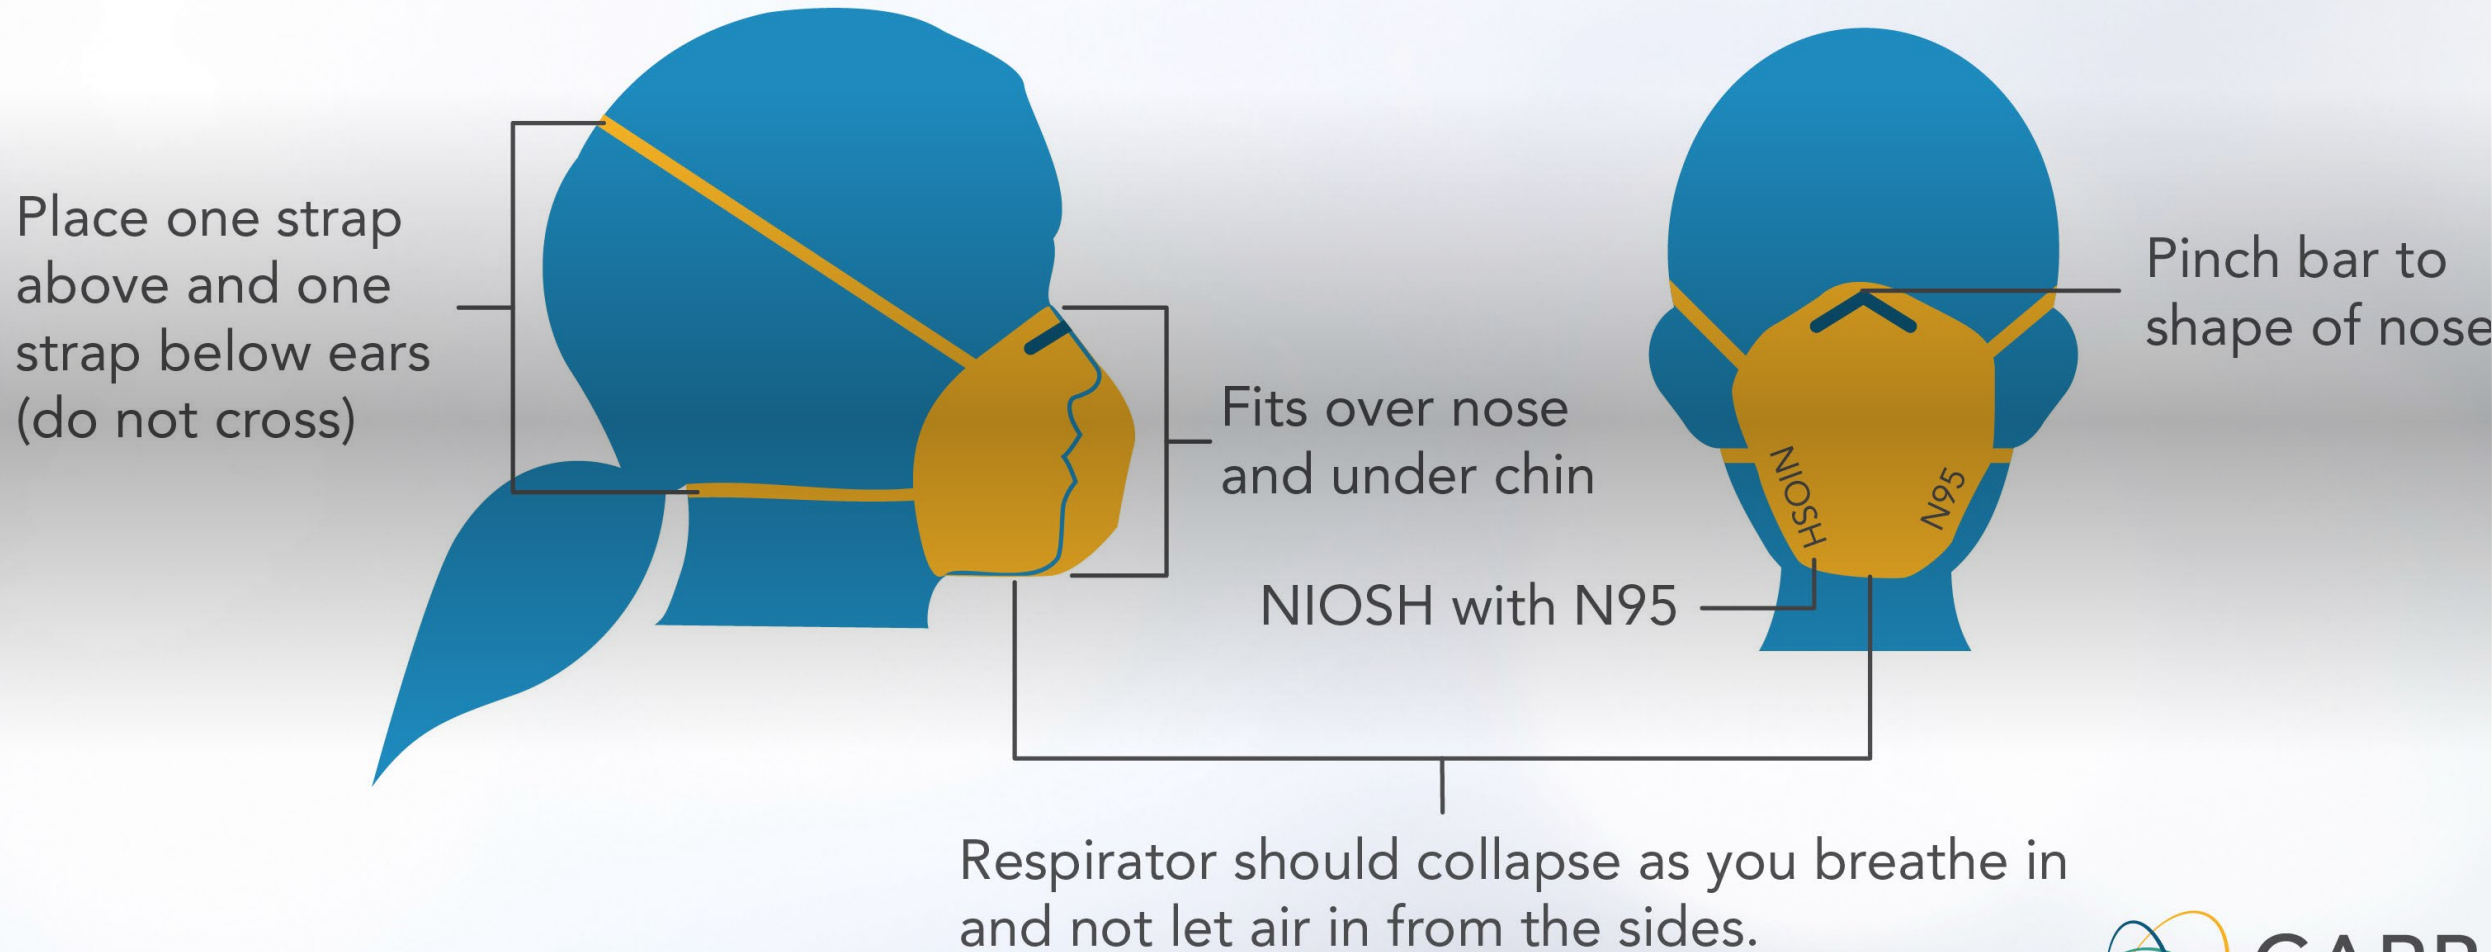 Place one strap
above and one
strap below ears
(do not cross)
Fits over nose
and under chin
Pinch bar to
shape of nose
NIOSH
N95
NIOSH with N95
Respirator should collapse as you breathe in
and not let air in from the sides.